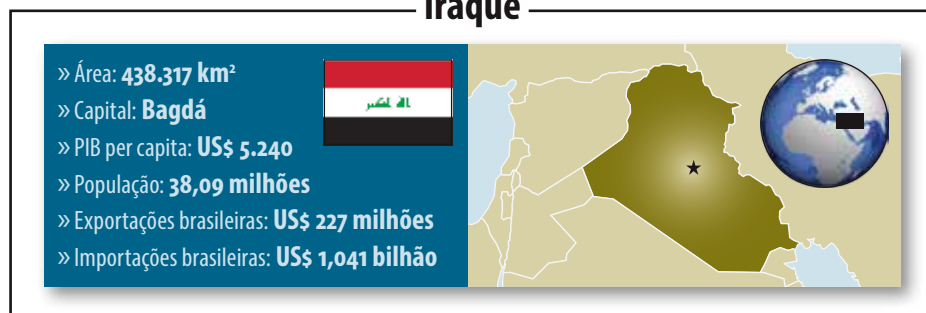 Iraque
» Área: 438.317 km²
» Capital: Bagdá
» PIB per capita: US$ 5.240
» População: 38,09 milhões
» Exportações brasileiras: US$ 227 milhões
» Importações brasileiras: US$ 1,041 bilhão